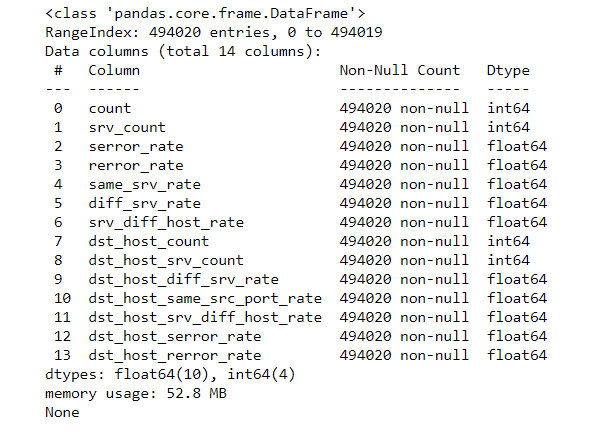 <class 'pandas.core.frame.DataFrame'>
RangeIndex: 494020 entries, 0 to 494019
Data columns (total 14 columns):
 #   Column                       Non-Null Count   Dtype
---  ------                       --------------   -----
 0   count                        494020 non-null  int64
 1   srv_count                    494020 non-null  int64
 2   serror_rate                  494020 non-null  float64
 3   rerror_rate                  494020 non-null  float64
 4   same_srv_rate                494020 non-null  float64
 5   diff_srv_rate                494020 non-null  float64
 6   srv_diff_host_rate           494020 non-null  float64
 7   dst_host_count               494020 non-null  int64
 8   dst_host_srv_count           494020 non-null  int64
 9   dst_host_diff_srv_rate       494020 non-null  float64
 10  dst_host_same_src_port_rate  494020 non-null  float64
 11  dst_host_srv_diff_host_rate  494020 non-null  float64
 12  dst_host_serror_rate         494020 non-null  float64
 13  dst_host_rerror_rate         494020 non-null  float64
dtypes: float64(10), int64(4)
memory usage: 52.8 MB
None